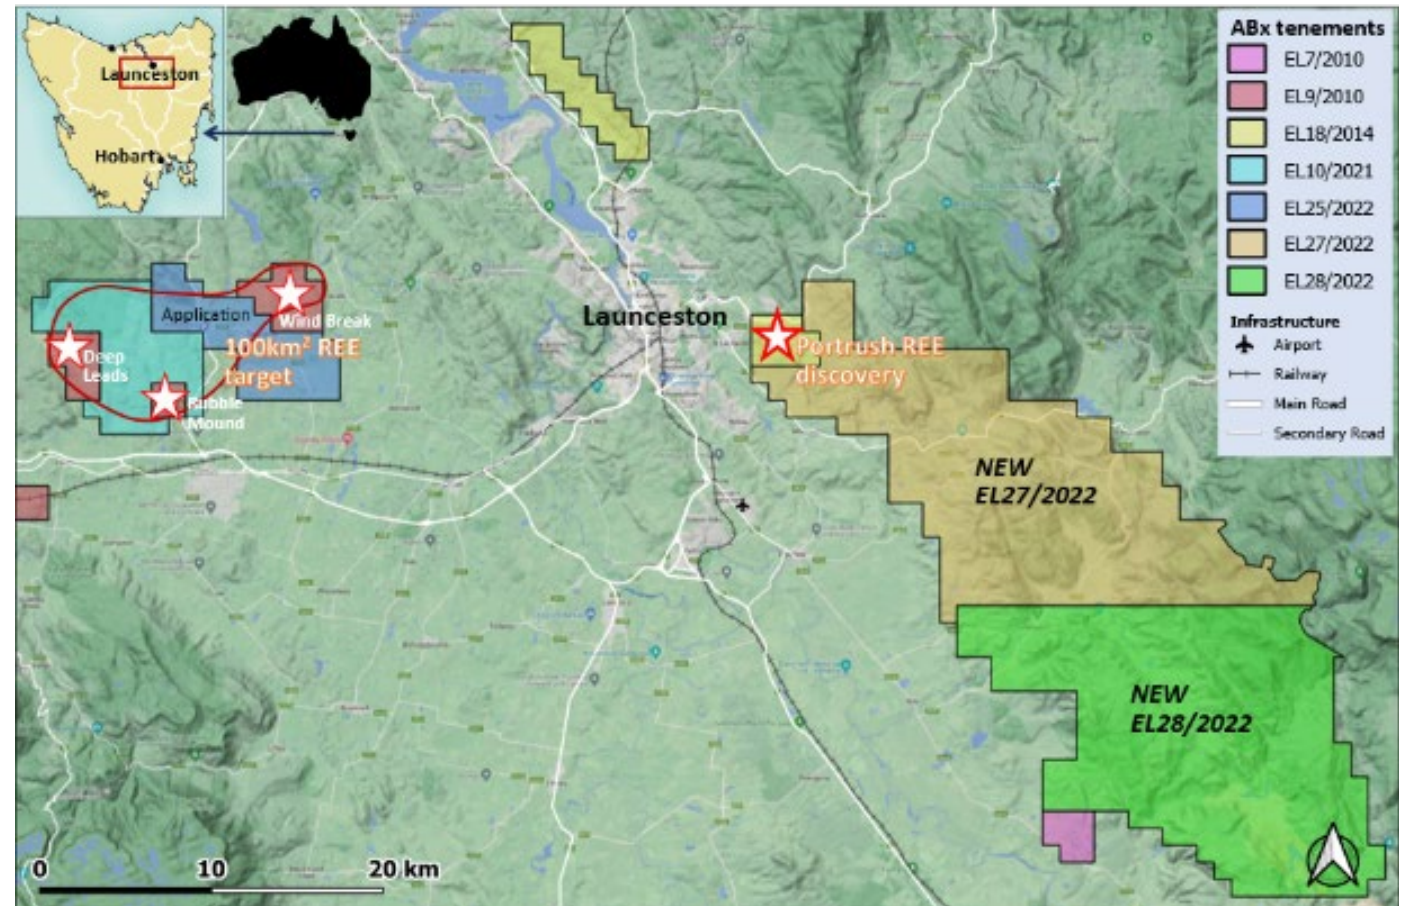 Launceston
Hobart
ABx tenements
EL7/2010
EL9/2010
EL18/2014
EL10/2021
EL25/2022
EL27/2022
EL28/2022
Infrastructure
Airport
Railway
Main Road
Secondary Road
Application
Wind Break
100km² REE
target
Deep
Leads
Rubble
Mound
Launceston
Portrush REE
discovery
NEW
EL27/2022
NEW
EL28/2022
0 10 20 km